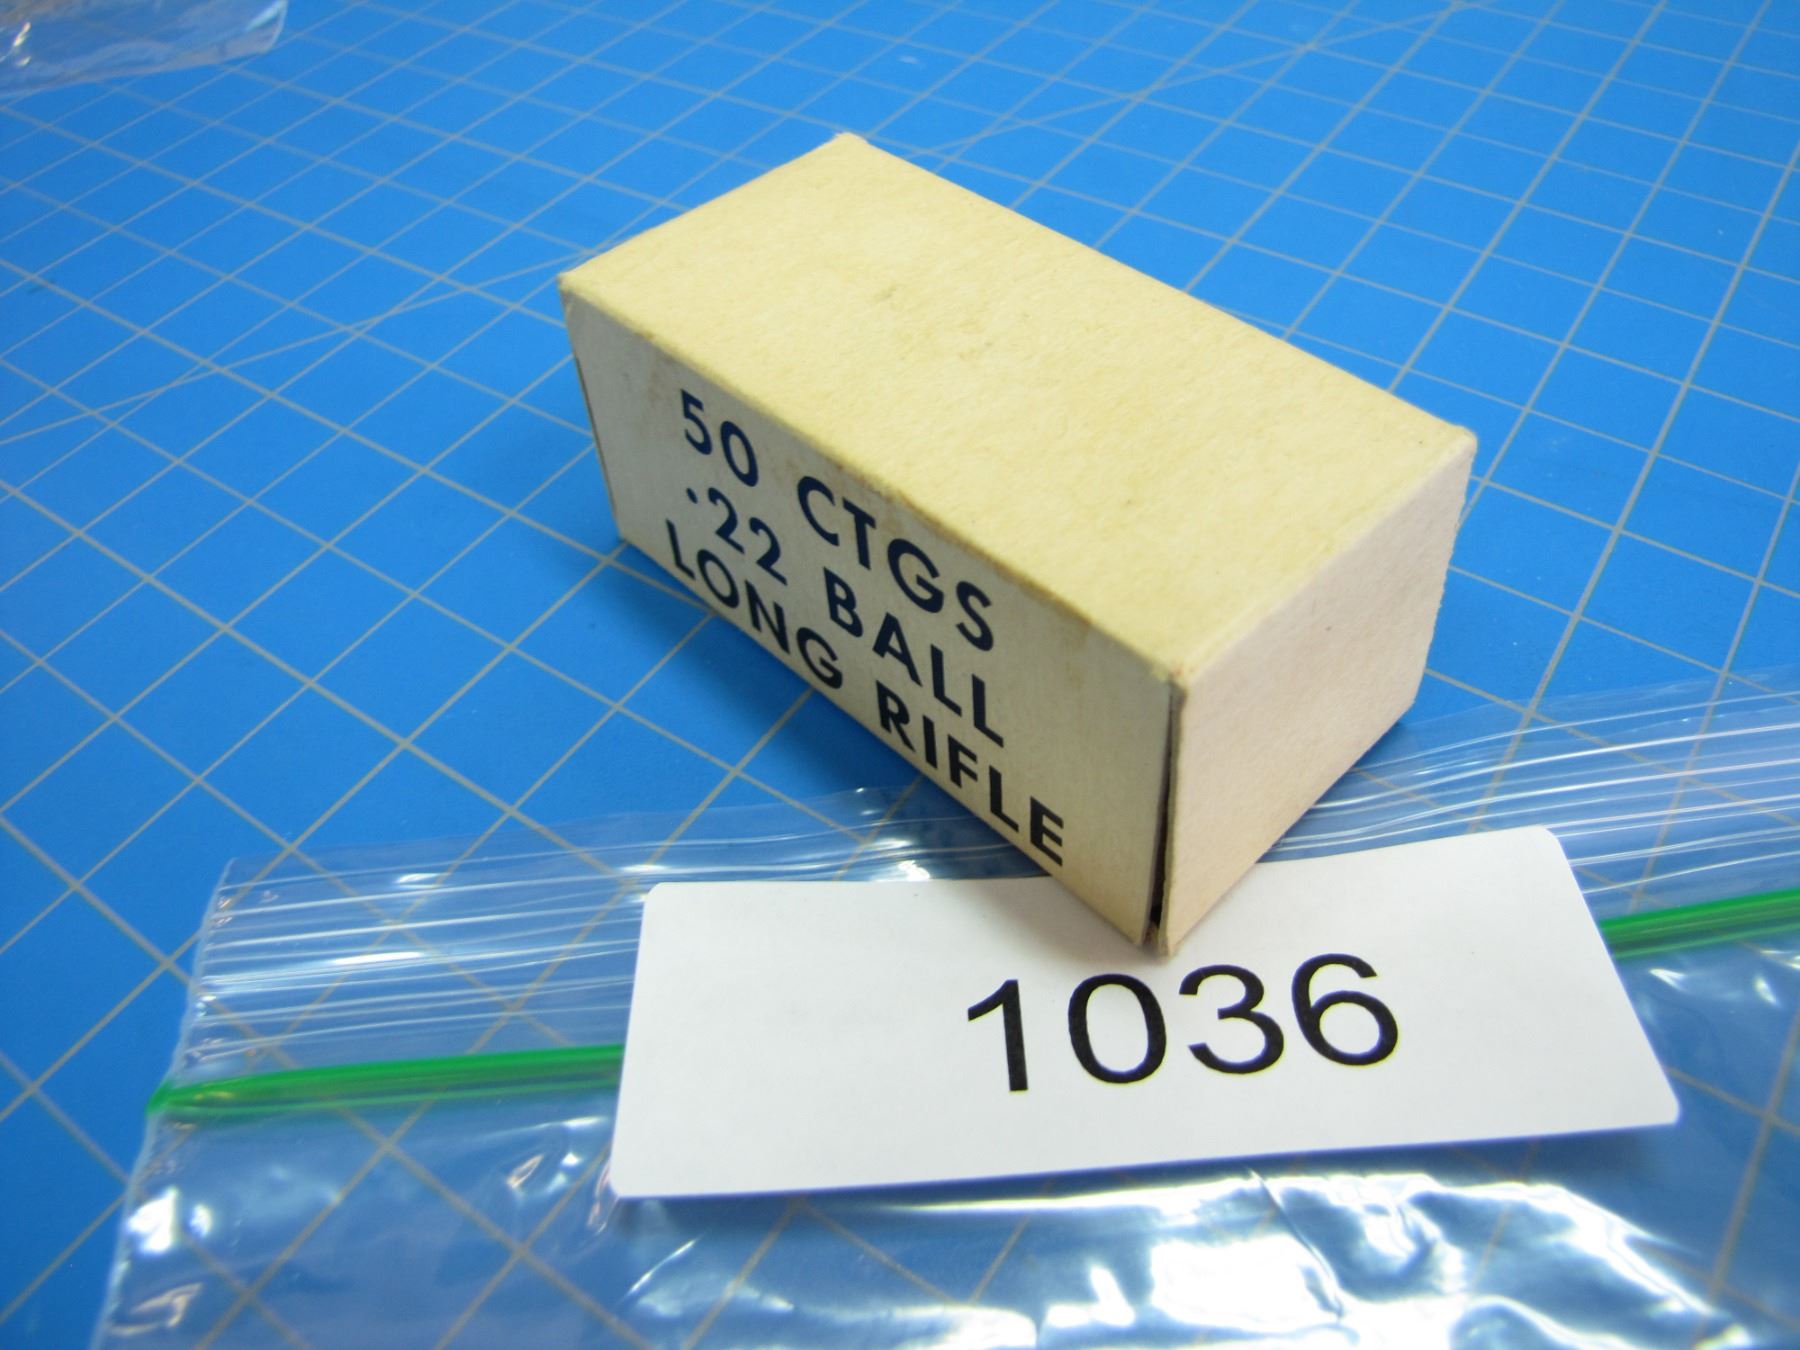 50 CTGS
.22 BALL
LONG RIFLE
1036